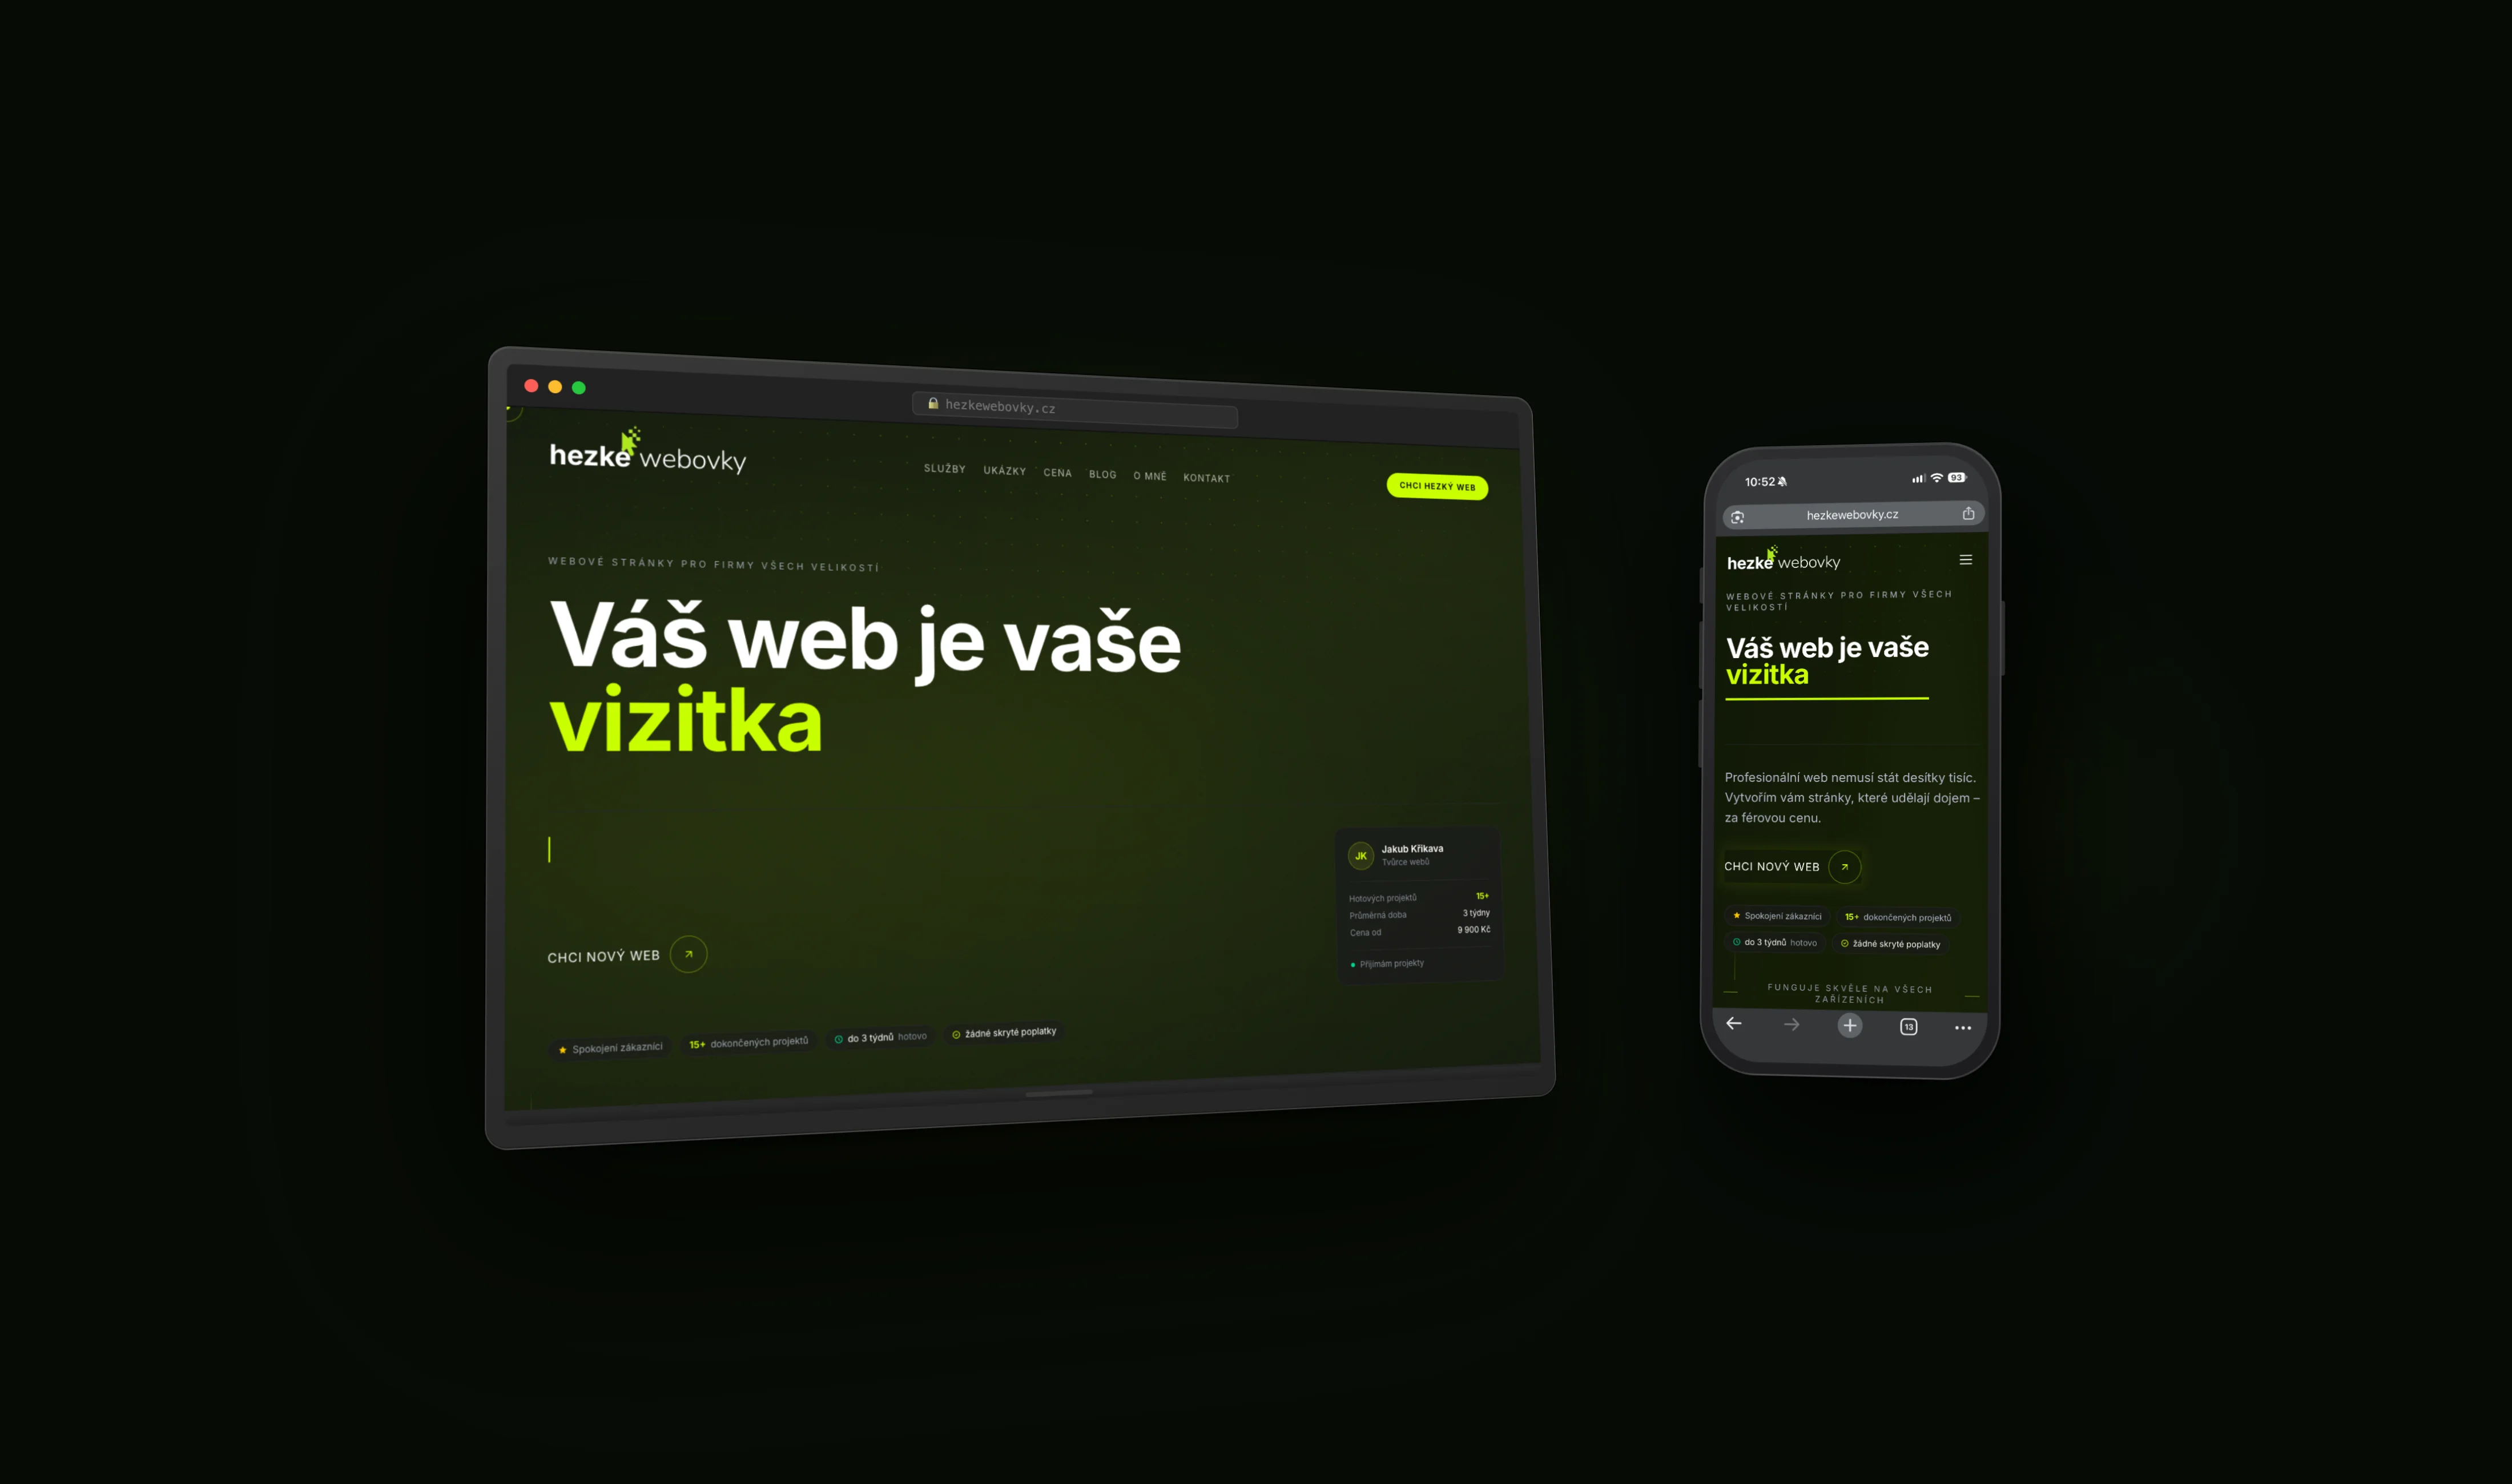 hezkewebovky.cz
hezké webovky
SLUŽBY UKÁZKY CENA BLOG O MNĚ KONTAKT
CHCI HEZKÝ WEB
WEBOVÉ STRÁNKY PRO FIRMY VŠECH VELIKOSTÍ
Váš web je vaše
vizitka
CHCI NOVÝ WEB
Spokojení zákazníci 15+ dokončených projektů do 3 týdnů hotovo žádné skryté poplatky
JK Jakub Křikava
Tvůrce webů
Hotových projektů 15+
Průměrná doba 3 týdny
Cena od 9 900 Kč
Přijímám projekty
10:52 93
hezkewebovky.cz
hezké webovky
WEBOVÉ STRÁNKY PRO FIRMY VŠECH
VELIKOSTÍ
Váš web je vaše
vizitka
Profesionální web nemusí stát desítky tisíc.
Vytvořím vám stránky, které udělají dojem –
za férovou cenu.
CHCI NOVÝ WEB
Spokojení zákazníci 15+ dokončených projektů
do 3 týdnů hotovo žádné skryté poplatky
FUNGUJE SKVĚLE NA VŠECH
ZAŘÍZENÍCH
13